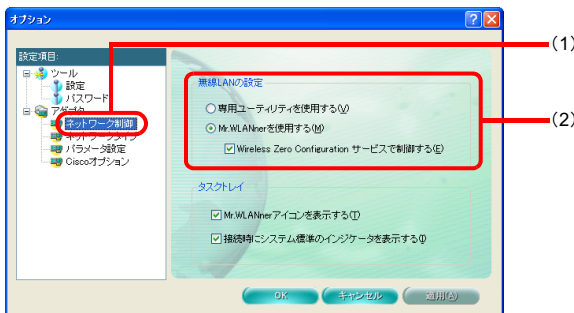 オプション
設定項目:
ツール
設定
パスワード
アダプタ
ネットワーク制御
ネットワークタイプ
パラメータ設定
Ciscoオプション
無線LANの設定
専用ユーティリティを使用する(V)
Mr.WLANnerを使用する(M)
Wireless Zero Configuration サービスで制御する(E)
タスクトレイ
Mr.WLANnerアイコンを表示する(T)
接続時にシステム標準のインジケータを表示する(I)
OK
キャンセル
適用(A)
(1)
(2)